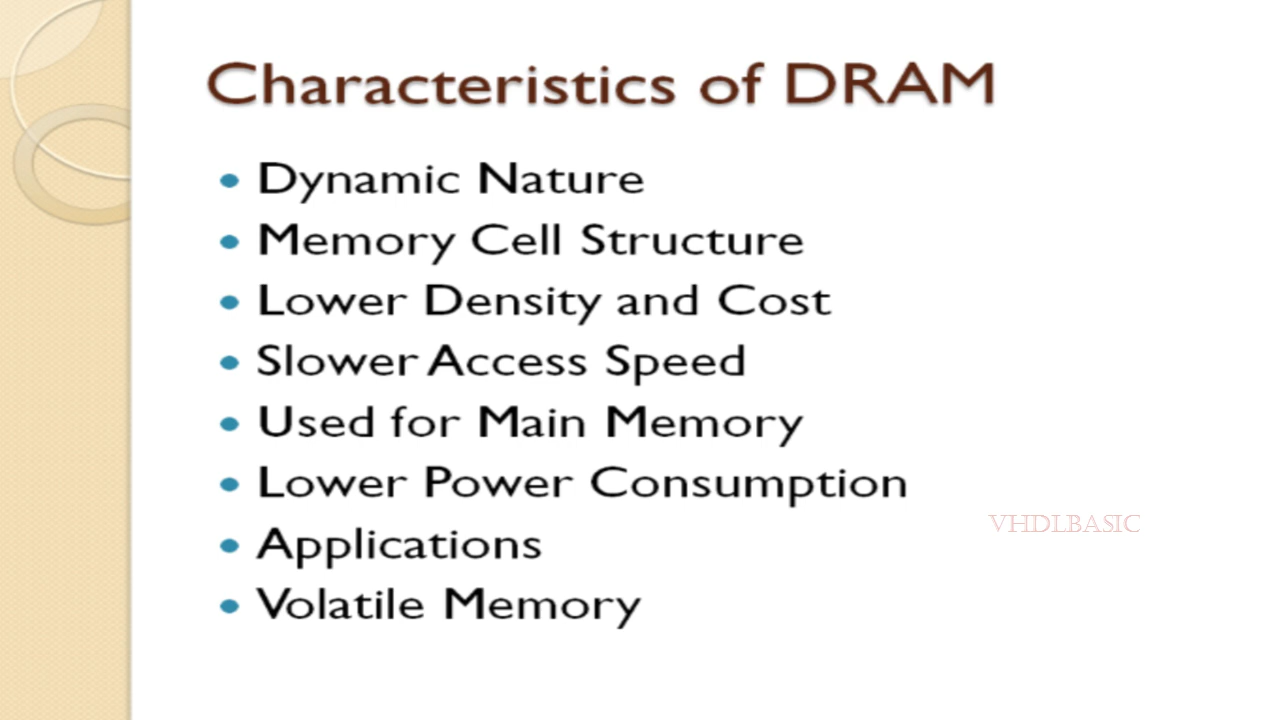 Characteristics of DRAM
• Dynamic Nature
• Memory Cell Structure
• Lower Density and Cost
• Slower Access Speed
• Used for Main Memory
• Lower Power Consumption
VHDLBASIC
• Applications
• Volatile Memory